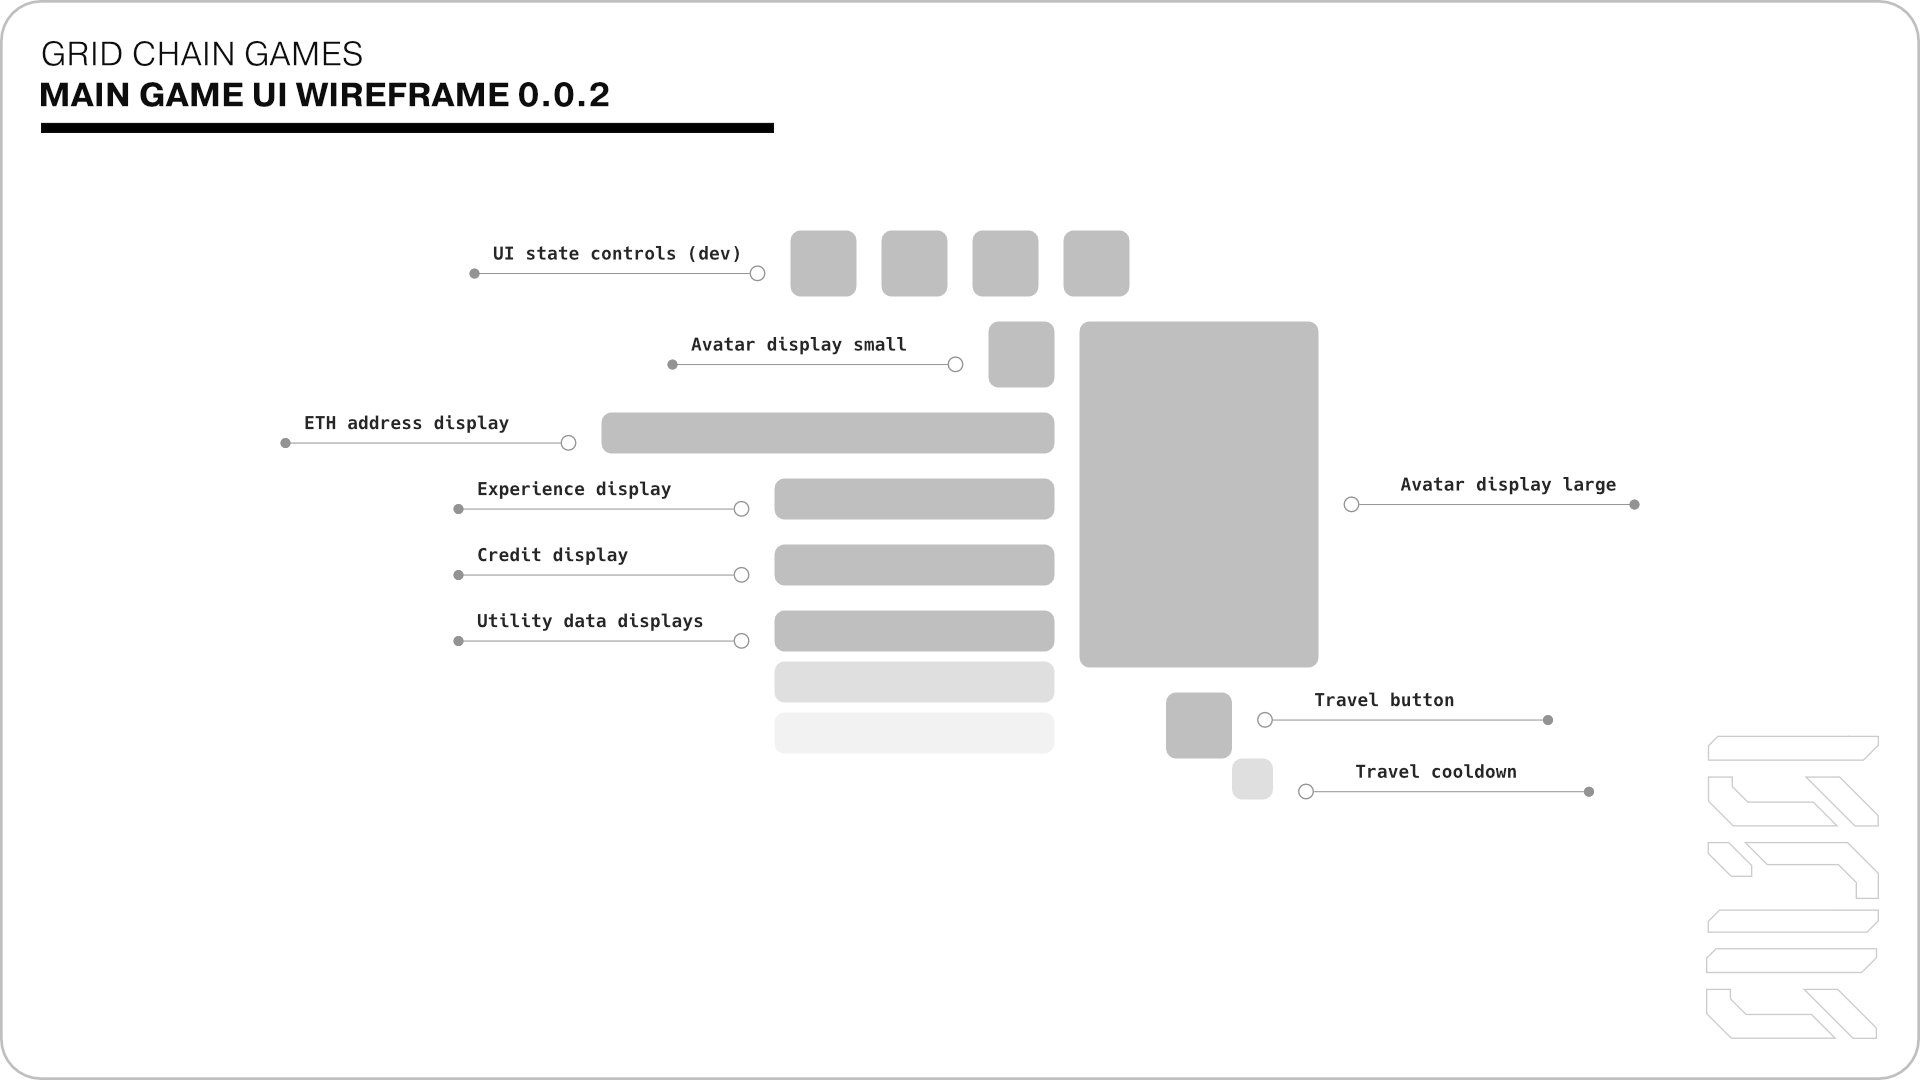 GRID CHAIN GAMES
MAIN GAME UI WIREFRAME 0.0.2
UI state controls (dev)
Avatar display small
ETH address display
Experience display
Avatar display large
Credit display
Utility data displays
Travel button
Travel cooldown